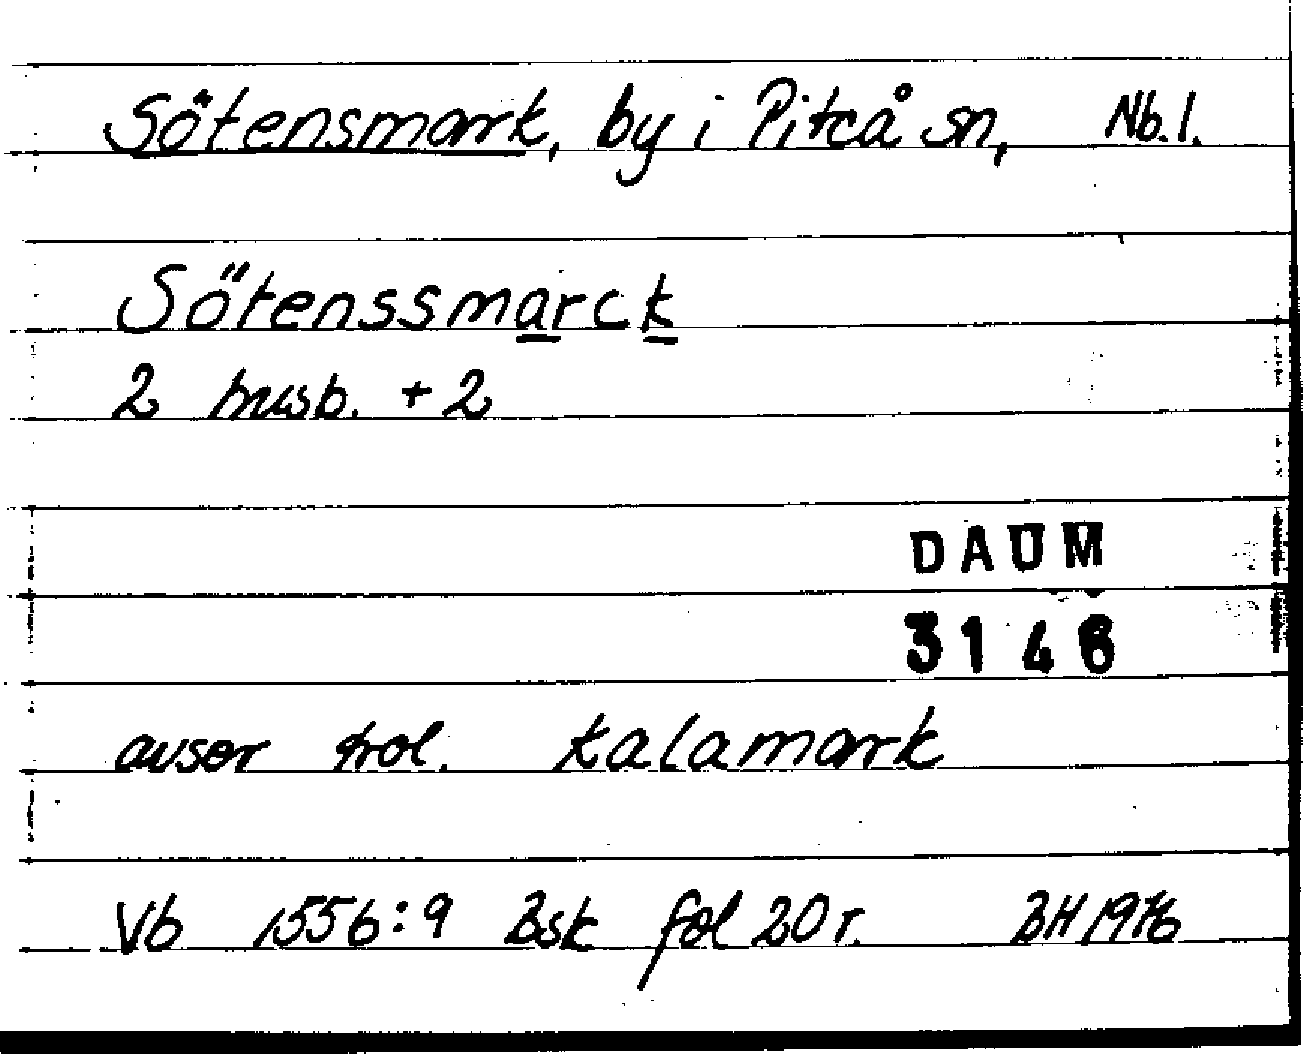 Sötensmark, by i Piteå sn, Nb.l.
Sötenssmarck
2 husb. + 2
DAUM
3146
avser trol. Kalamark
Vb 1556:9 Bsk fol 20 r. BH 1976